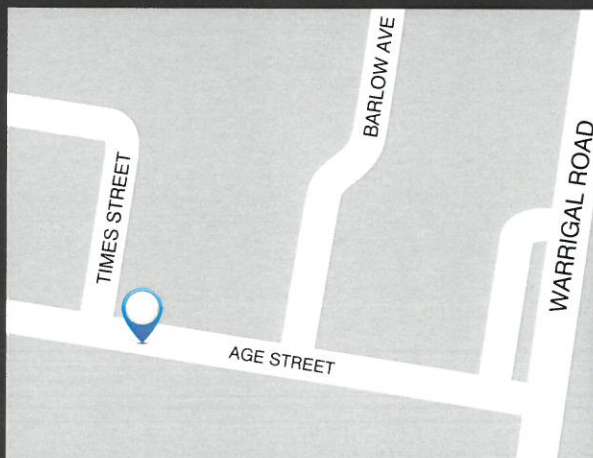 BARLOW AVE
WARRIGAL ROAD
TIMES STREET
AGE STREET